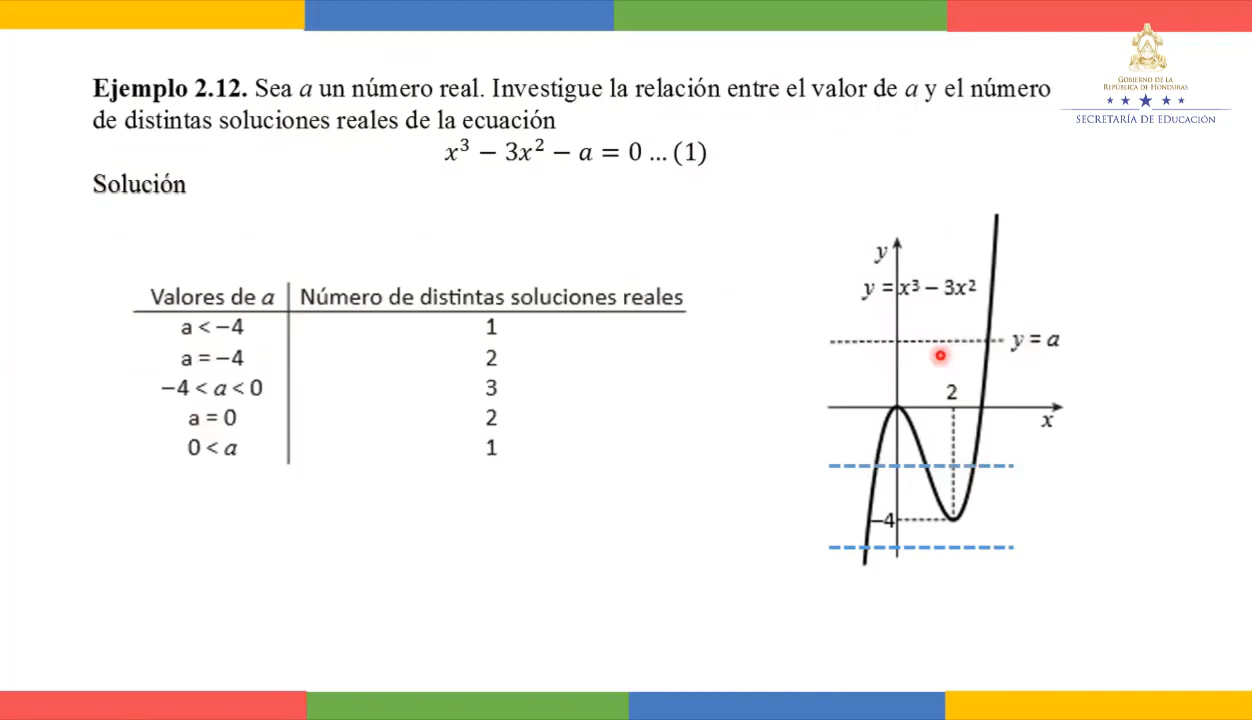 Ejemplo 2.12. Sea a un número real. Investigue la relación entre el valor de a y el número
de distintas soluciones reales de la ecuación
x³ − 3x² − a = 0 ... (1)
Solución
GOBIERNO DE LA
REPÚBLICA DE HONDURAS
SECRETARÍA DE EDUCACIÓN
Valores de a Número de distintas soluciones reales
a < −4 1
a = −4 2
−4 < a < 0 3
a = 0 2
0 < a 1
y
y = x³ − 3x²
y = a
2
x
−4